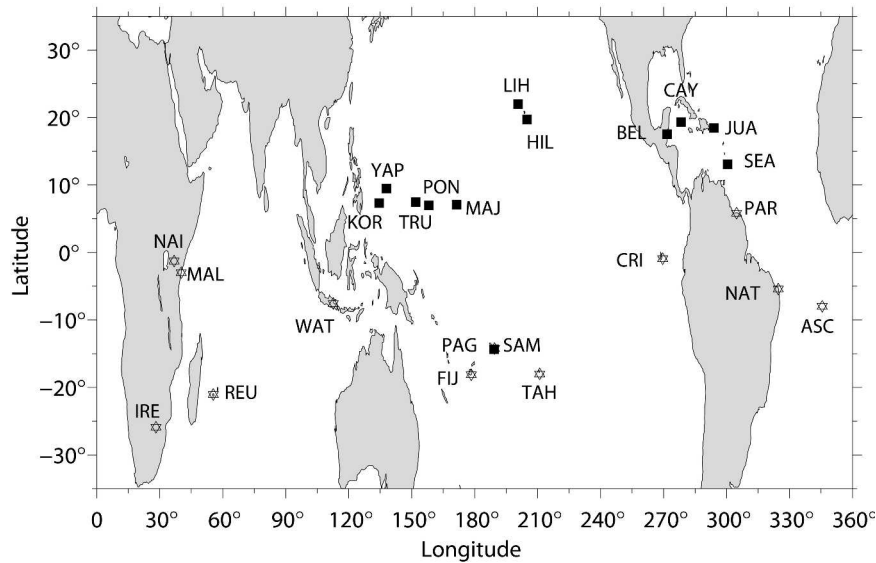 30°
20°
10°
0°
−10°
−20°
−30°
Latitude
LIH
HIL
CAY
BEL
JUA
SEA
YAP
PON
KOR
TRU
MAJ
PAR
NAI
MAL
CRI
NAT
WAT
ASC
PAG
SAM
FIJ
TAH
REU
IRE
0°
30°
60°
90°
120°
150°
180°
210°
240°
270°
300°
330°
360°
Longitude